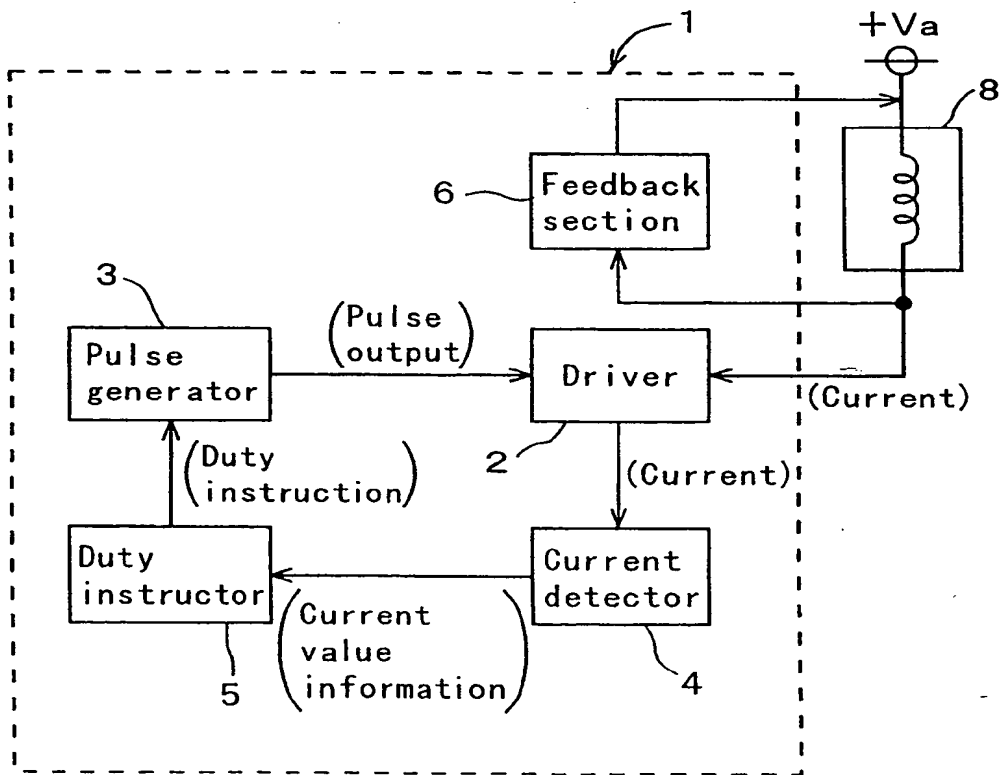 1
+Va
8
6
Feedback
section
3
(Pulse
output)
Pulse
generator
Driver
(Current)
2
(Duty
instruction)
(Current)
Duty
instructor
Current
detector
(Current
value
information)
5
4